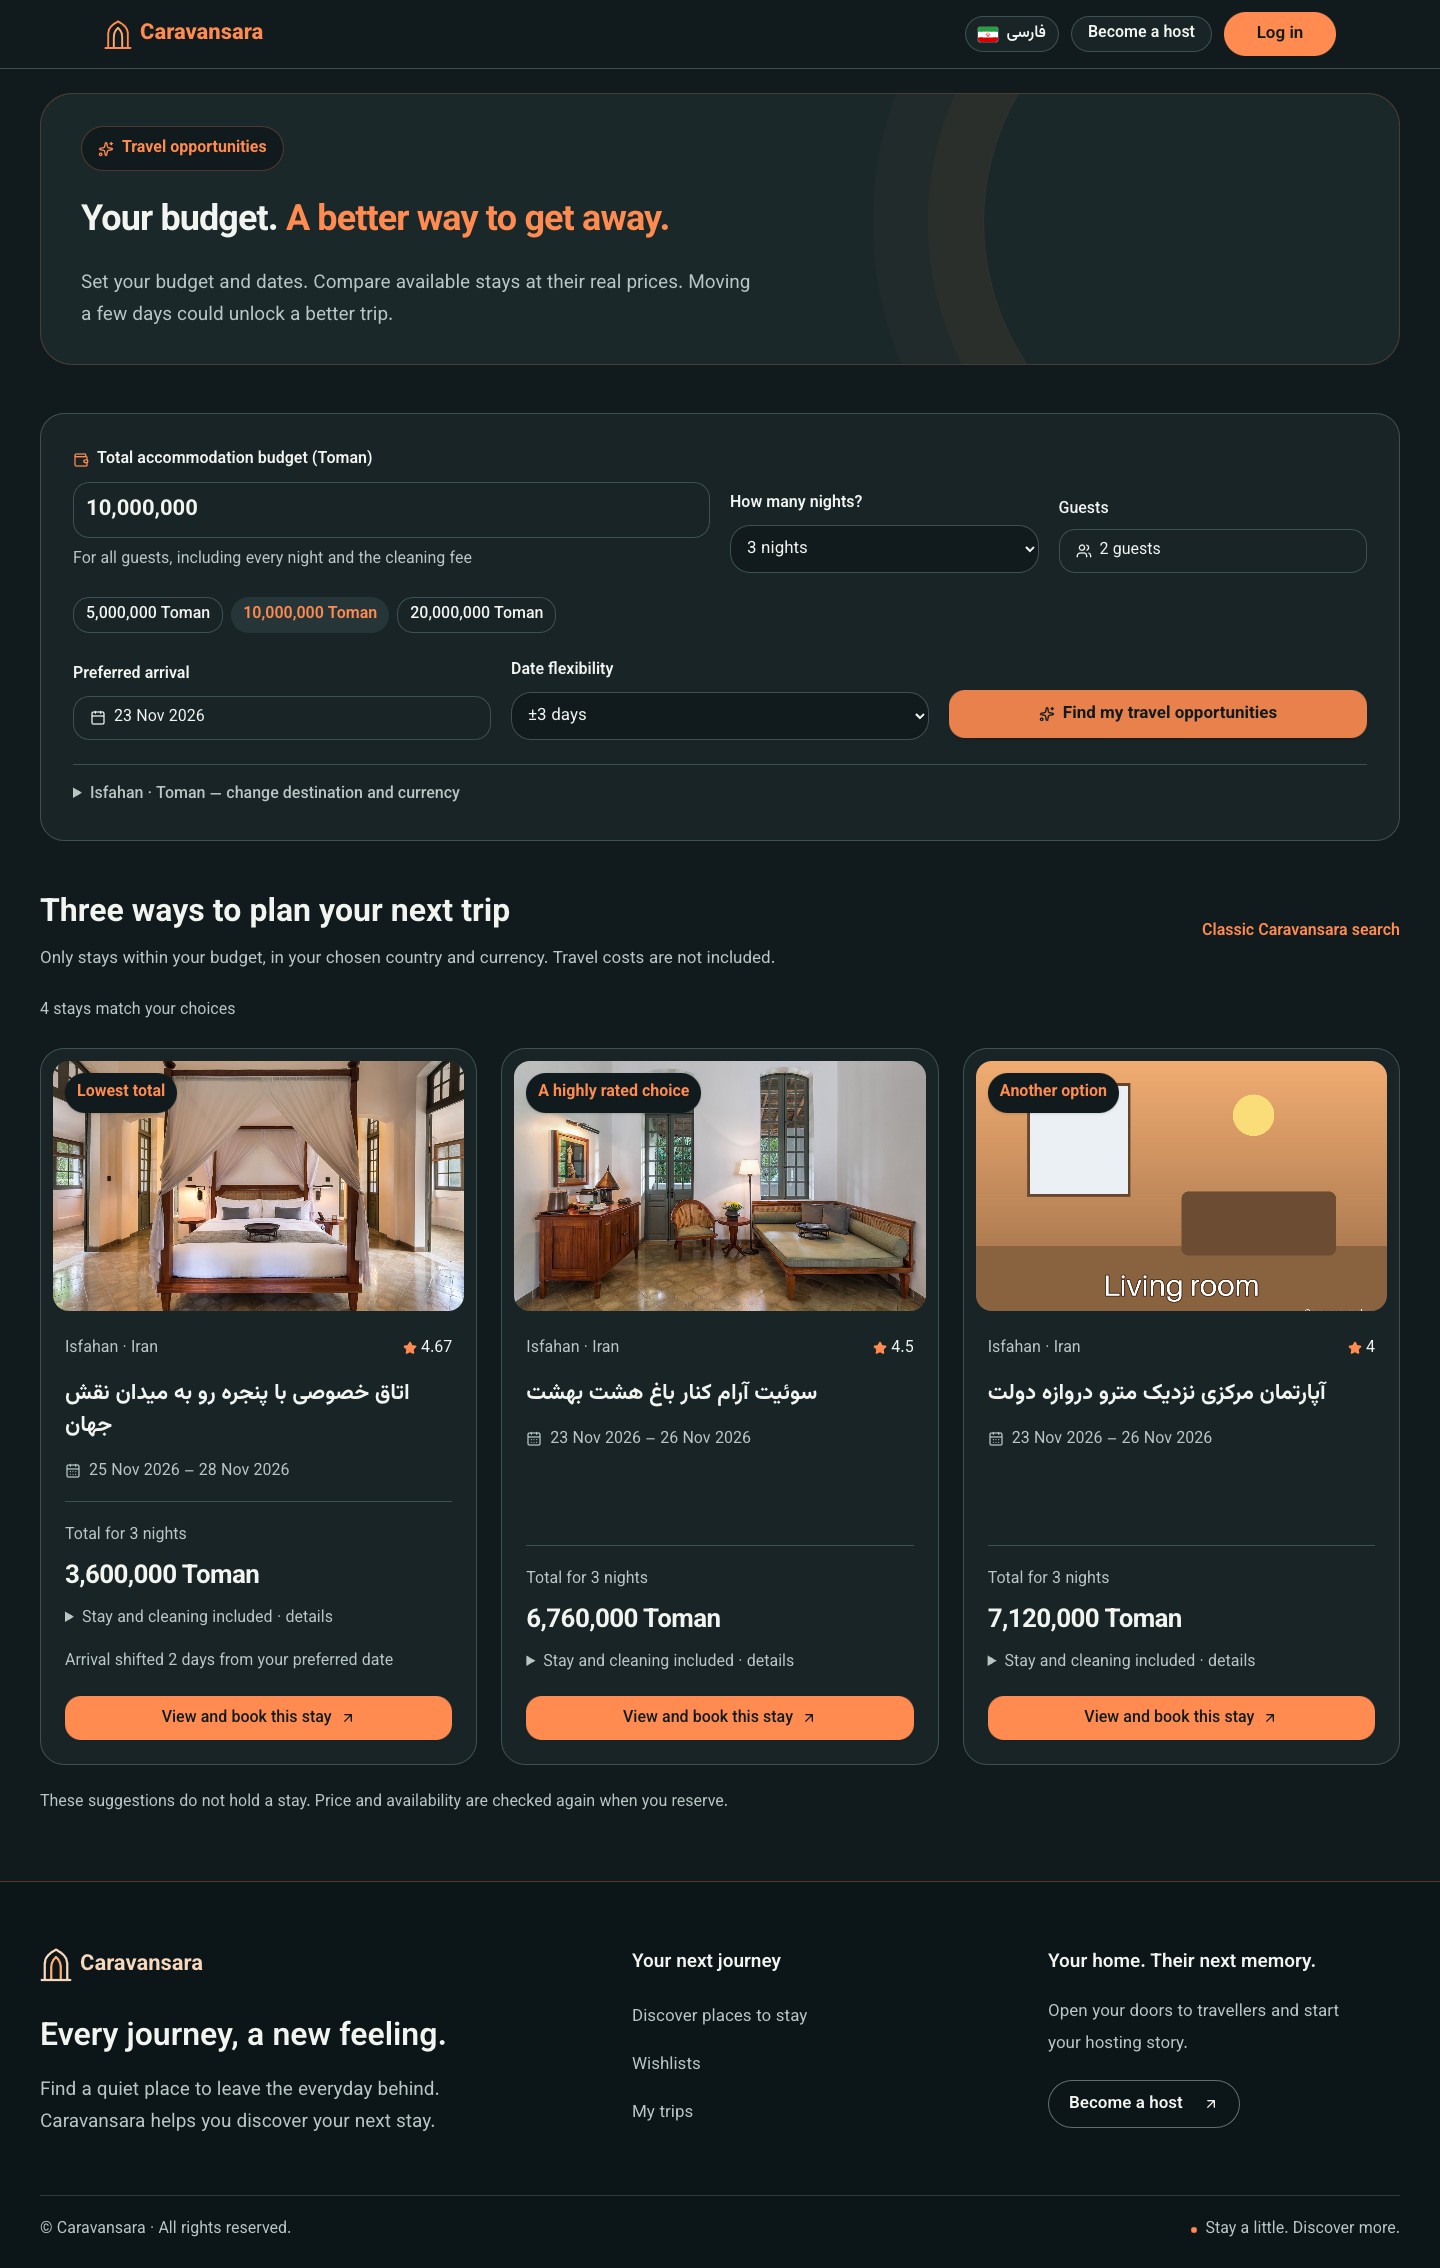 Caravansara
فارسی
Become a host
Log in
Travel opportunities
Your budget. A better way to get away.
Set your budget and dates. Compare available stays at their real prices. Moving
a few days could unlock a better trip.
Total accommodation budget (Toman)
10,000,000
For all guests, including every night and the cleaning fee
How many nights?
3 nights
Guests
2 guests
5,000,000 Toman
10,000,000 Toman
20,000,000 Toman
Preferred arrival
23 Nov 2026
Date flexibility
±3 days
Find my travel opportunities
Isfahan · Toman — change destination and currency
Three ways to plan your next trip
Classic Caravansara search
Only stays within your budget, in your chosen country and currency. Travel costs are not included.
4 stays match your choices
Lowest total
Isfahan · Iran
4.67
اتاق خصوصی با پنجره رو به میدان نقش
جهان
25 Nov 2026 – 28 Nov 2026
Total for 3 nights
3,600,000 Toman
Stay and cleaning included · details
Arrival shifted 2 days from your preferred date
View and book this stay
A highly rated choice
Isfahan · Iran
4.5
سوئیت آرام کنار باغ هشت بهشت
23 Nov 2026 – 26 Nov 2026
Total for 3 nights
6,760,000 Toman
Stay and cleaning included · details
View and book this stay
Another option
Living room
Isfahan · Iran
4
آپارتمان مرکزی نزدیک مترو دروازه دولت
23 Nov 2026 – 26 Nov 2026
Total for 3 nights
7,120,000 Toman
Stay and cleaning included · details
View and book this stay
These suggestions do not hold a stay. Price and availability are checked again when you reserve.
Caravansara
Every journey, a new feeling.
Find a quiet place to leave the everyday behind.
Caravansara helps you discover your next stay.
Your next journey
Discover places to stay
Wishlists
My trips
Your home. Their next memory.
Open your doors to travellers and start
your hosting story.
Become a host
© Caravansara · All rights reserved.
Stay a little. Discover more.